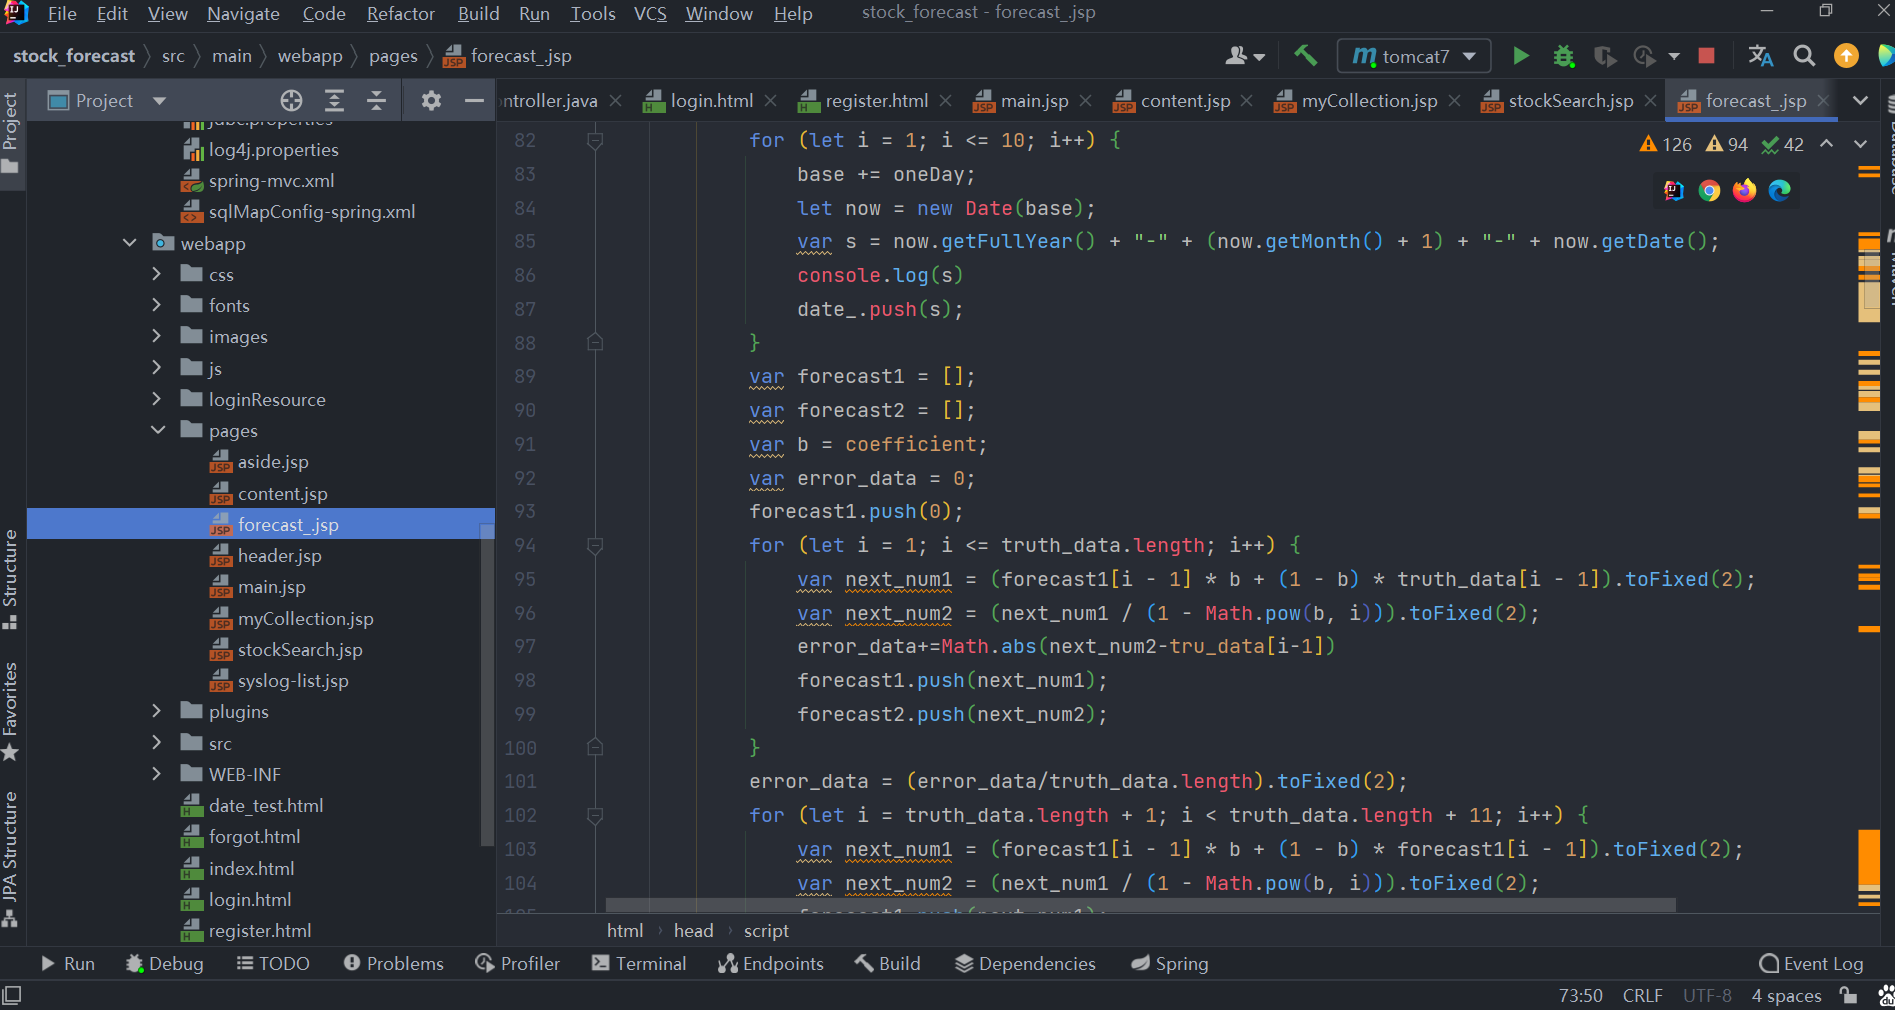 File Edit View Navigate Code Refactor Build Run Tools VCS Window Help stock_forecast - forecast_.jsp
stock_forecast src main webapp pages forecast_.jsp tomcat7
Project
ntroller.java login.html register.html main.jsp content.jsp myCollection.jsp stockSearch.jsp forecast_.jsp
Project
Structure
Favorites
JPA Structure
jdbc.properties
log4j.properties
spring-mvc.xml
sqlMapConfig-spring.xml
webapp
css
fonts
images
js
loginResource
pages
aside.jsp
content.jsp
forecast_.jsp
header.jsp
main.jsp
myCollection.jsp
stockSearch.jsp
syslog-list.jsp
plugins
src
WEB-INF
date_test.html
forgot.html
index.html
login.html
register.html
126 94 42
82 for (let i = 1; i <= 10; i++) {
83 base += oneDay;
84 let now = new Date(base);
85 var s = now.getFullYear() + "-" + (now.getMonth() + 1) + "-" + now.getDate();
86 console.log(s)
87 date_.push(s);
88 }
89 var forecast1 = [];
90 var forecast2 = [];
91 var b = coefficient;
92 var error_data = 0;
93 forecast1.push(0);
94 for (let i = 1; i <= truth_data.length; i++) {
95 var next_num1 = (forecast1[i - 1] * b + (1 - b) * truth_data[i - 1]).toFixed(2);
96 var next_num2 = (next_num1 / (1 - Math.pow(b, i))).toFixed(2);
97 error_data+=Math.abs(next_num2-tru_data[i-1])
98 forecast1.push(next_num1);
99 forecast2.push(next_num2);
100 }
101 error_data = (error_data/truth_data.length).toFixed(2);
102 for (let i = truth_data.length + 1; i < truth_data.length + 11; i++) {
103 var next_num1 = (forecast1[i - 1] * b + (1 - b) * forecast1[i - 1]).toFixed(2);
104 var next_num2 = (next_num1 / (1 - Math.pow(b, i))).toFixed(2);
html head script
Run Debug TODO Problems Profiler Terminal Endpoints Build Dependencies Spring Event Log
73:50 CRLF UTF-8 4 spaces